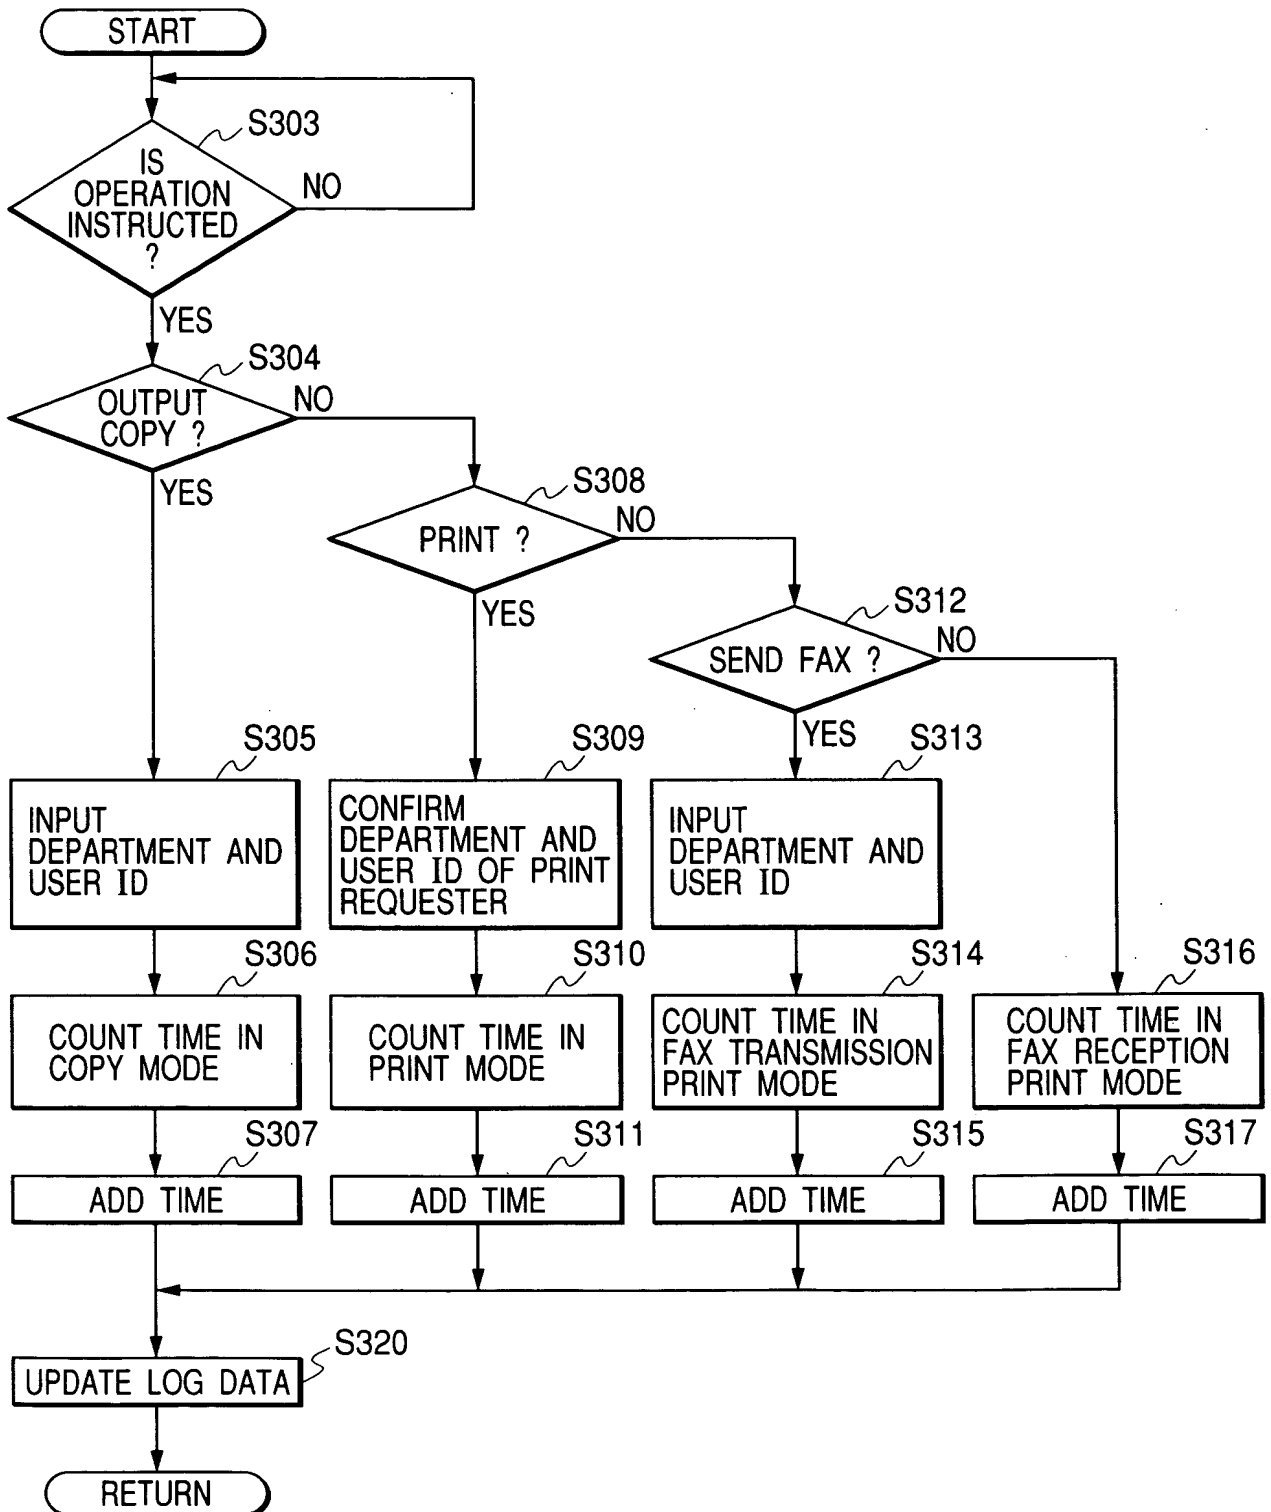 START
S303
IS
OPERATION
INSTRUCTED
?
NO
YES
S304
OUTPUT
COPY ?
NO
YES
S308
PRINT ?
NO
YES
S312
SEND FAX ?
NO
YES
S305
INPUT
DEPARTMENT AND
USER ID
S309
CONFIRM
DEPARTMENT AND
USER ID OF PRINT
REQUESTER
S313
INPUT
DEPARTMENT AND
USER ID
S306
COUNT TIME IN
COPY MODE
S310
COUNT TIME IN
PRINT MODE
S314
COUNT TIME IN
FAX TRANSMISSION
PRINT MODE
S316
COUNT TIME IN
FAX RECEPTION
PRINT MODE
S307
ADD TIME
S311
ADD TIME
S315
ADD TIME
S317
ADD TIME
S320
UPDATE LOG DATA
RETURN